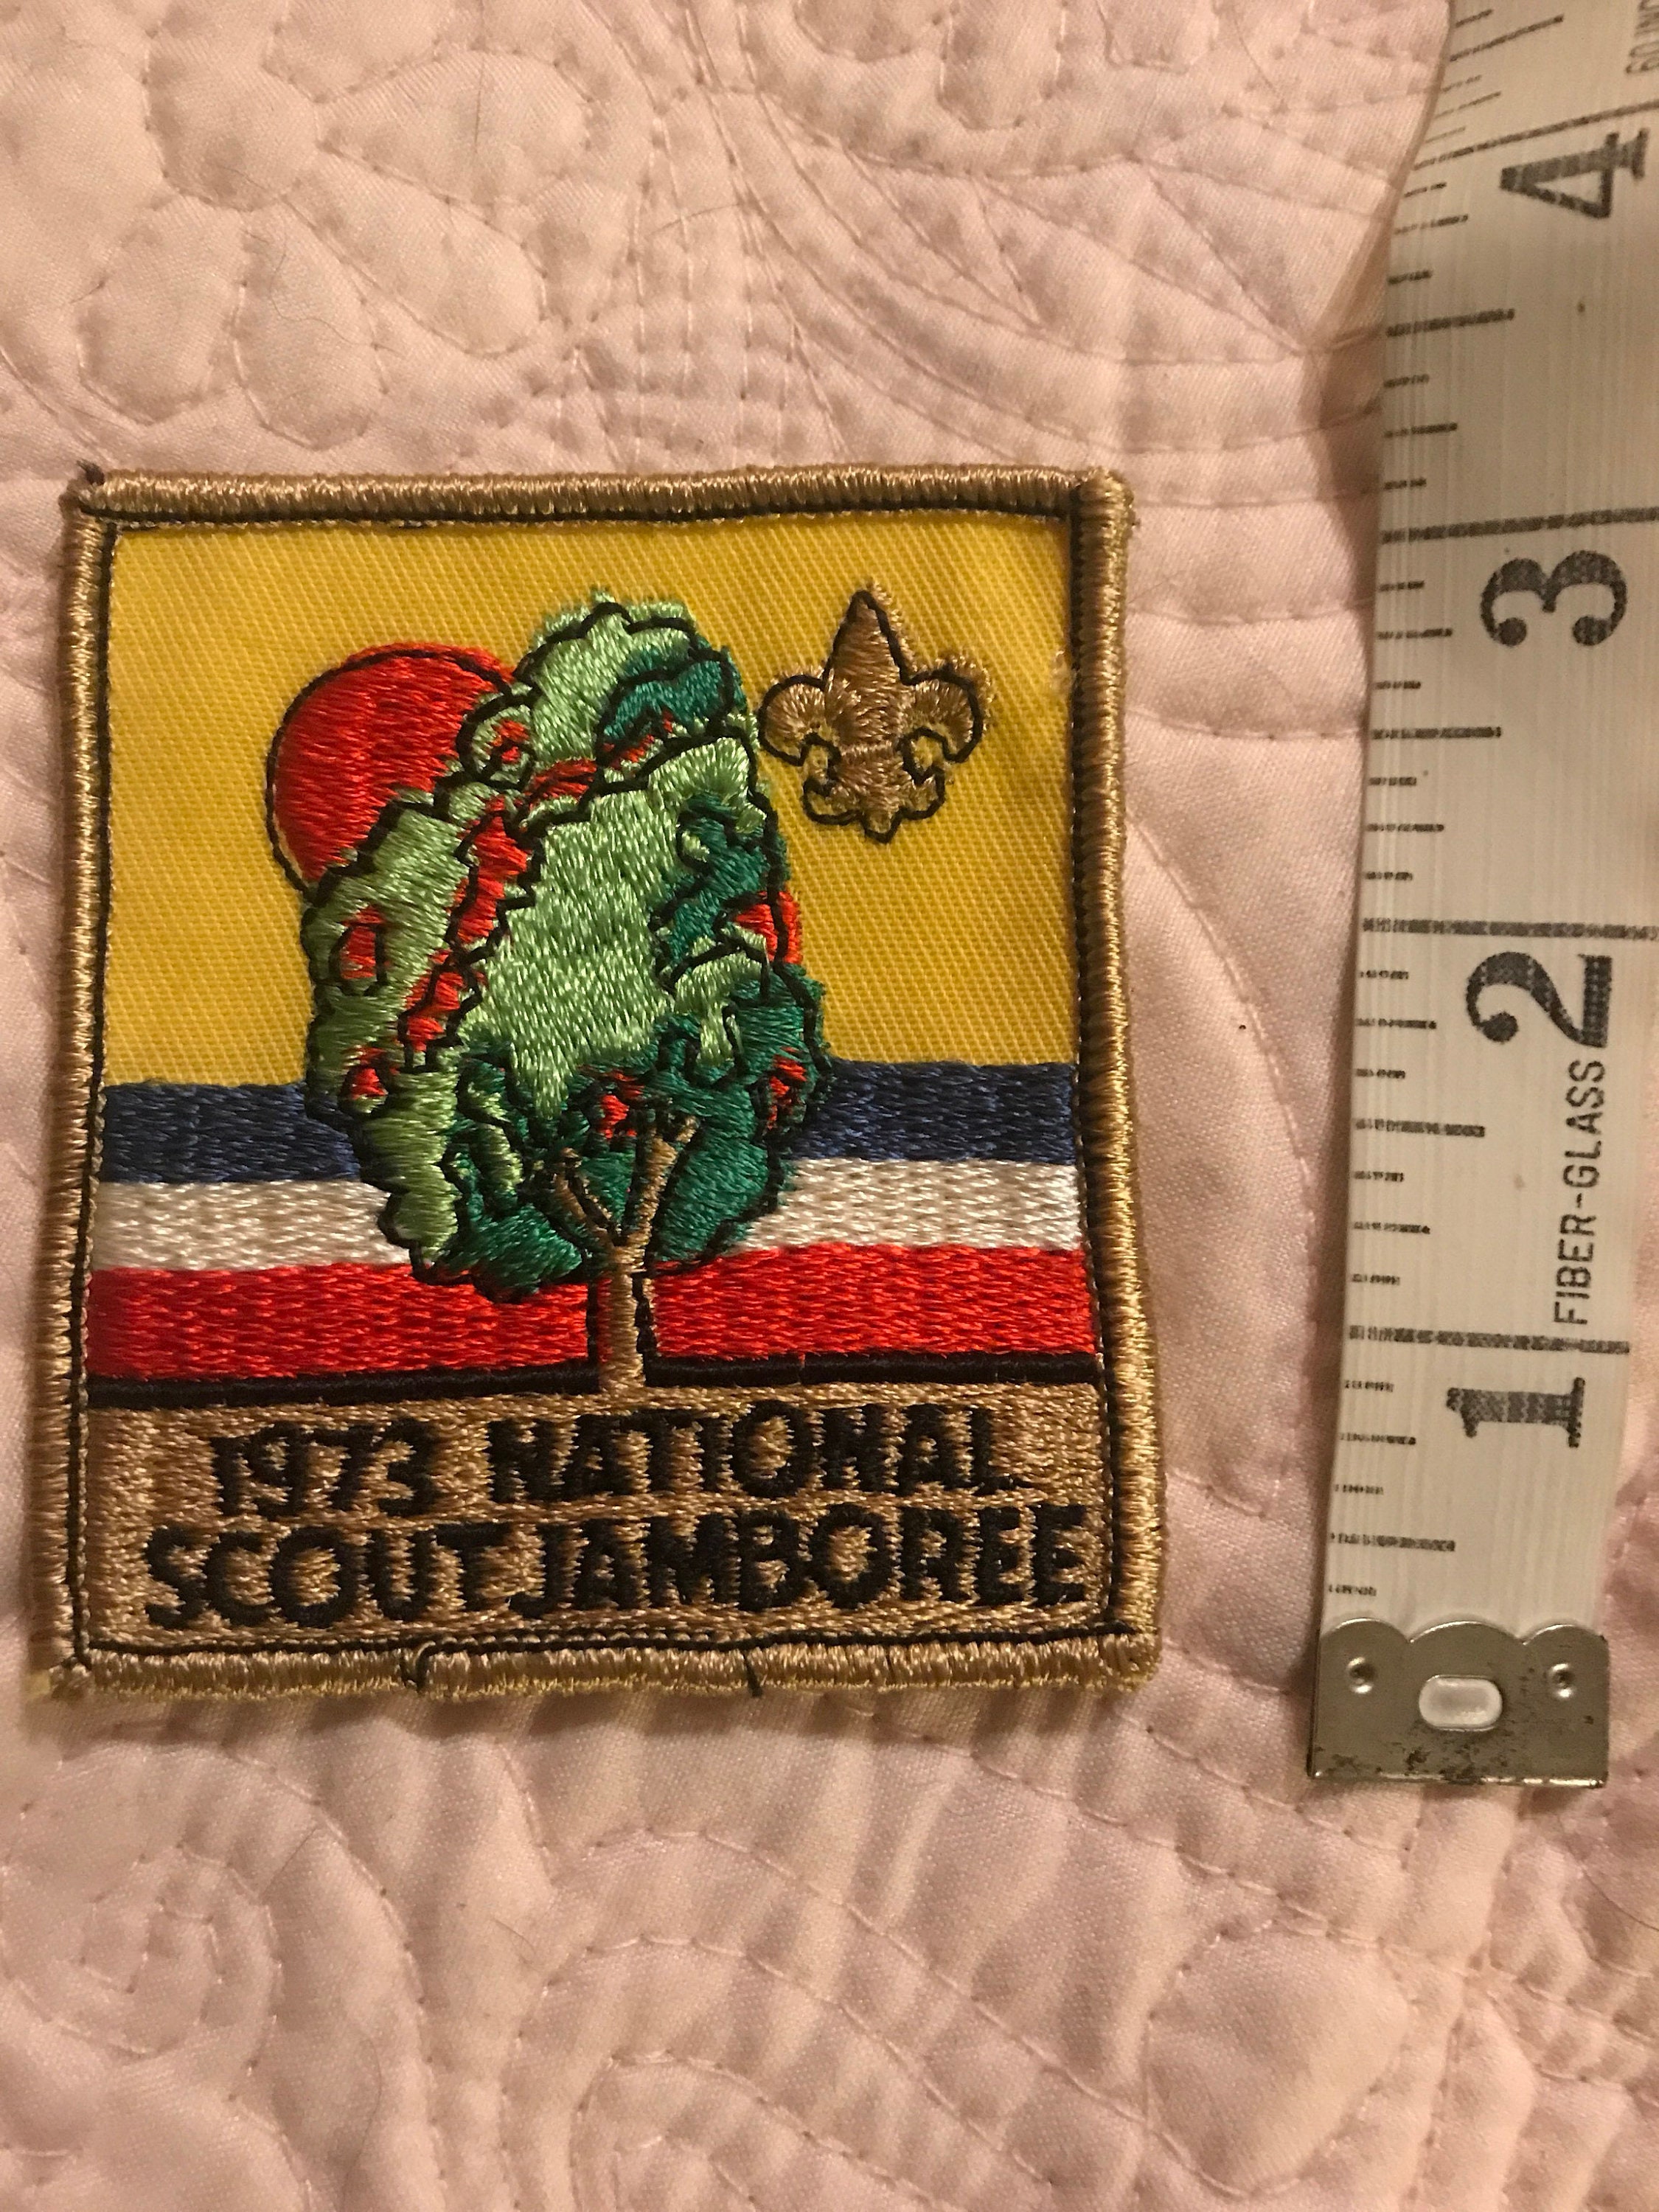 1973 NATIONAL
SCOUT JAMBOREE
4
3
2
FIBER-GLASS
1